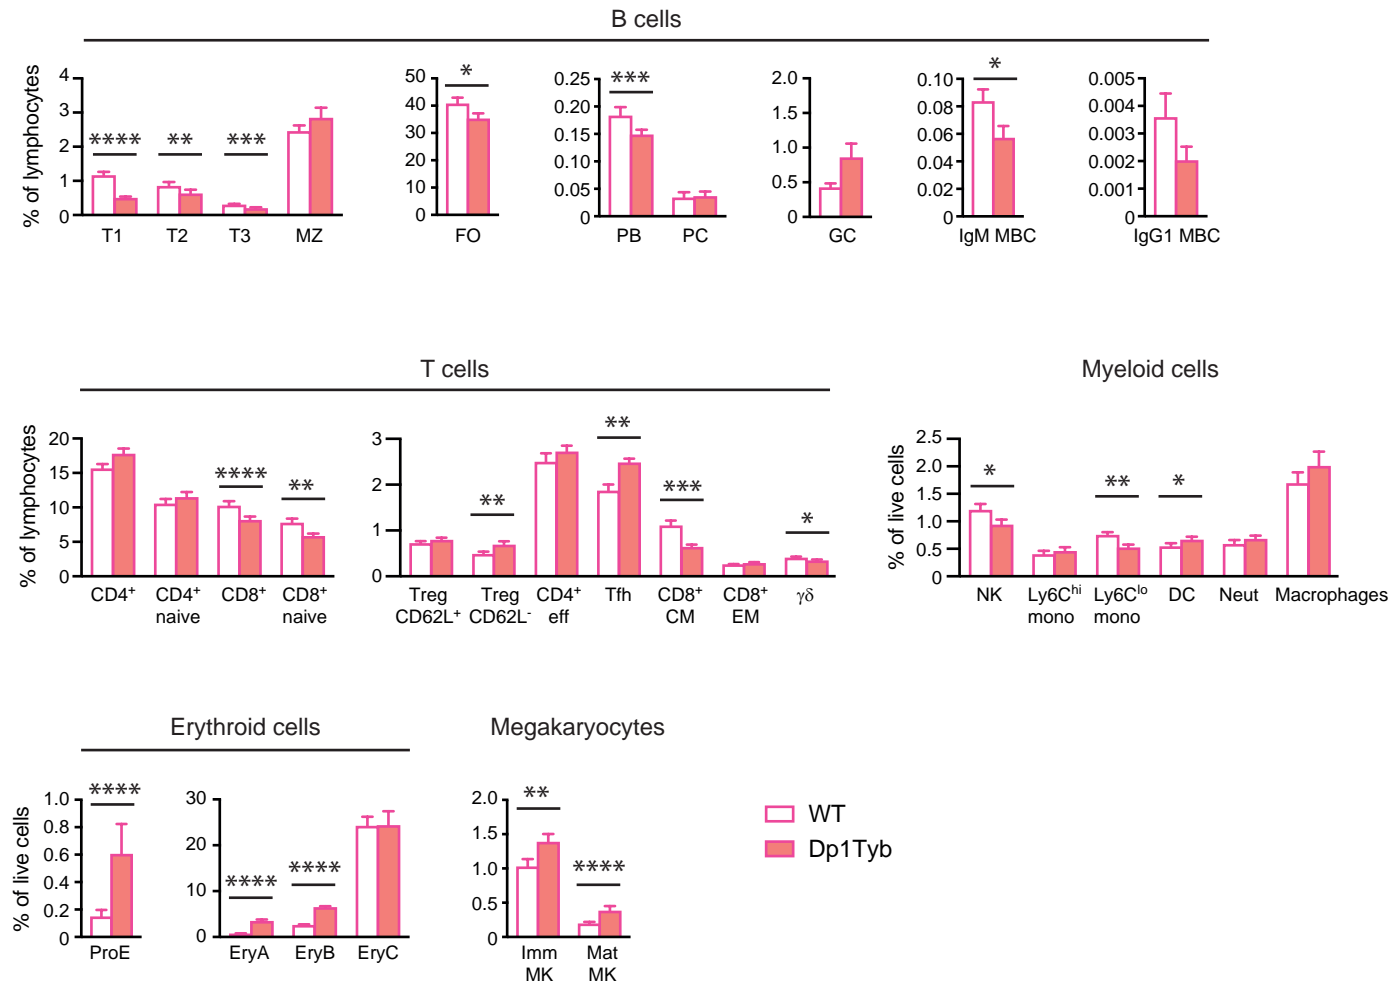 B cells
% of lymphocytes
4
3
2
1
0
****
**
***
T1
T2
T3
MZ
50
40
30
20
10
0
*
FO
0.25
0.20
0.15
0.10
0.05
0
***
PB
PC
2.0
1.5
1.0
0.5
0
GC
0.10
0.08
0.06
0.04
0.02
0
*
IgM MBC
0.005
0.004
0.003
0.002
0.001
0
IgG1 MBC
T cells
% of lymphocytes
20
15
10
5
0
****
**
CD4+
CD4+ naive
CD8+
CD8+ naive
3
2
1
0
**
**
***
*
Treg CD62L+
Treg CD62L-
CD4+ eff
Tfh
CD8+ CM
CD8+ EM
γδ
Myeloid cells
% of live cells
2.5
2.0
1.5
1.0
0.5
0
*
**
*
NK
Ly6Chi mono
Ly6Clo mono
DC
Neut
Macrophages
Erythroid cells
% of live cells
1.0
0.8
0.6
0.4
0.2
0
****
ProE
30
20
10
0
****
****
EryA
EryB
EryC
Megakaryocytes
2.0
1.5
1.0
0.5
0
**
****
Imm MK
Mat MK
WT
Dp1Tyb